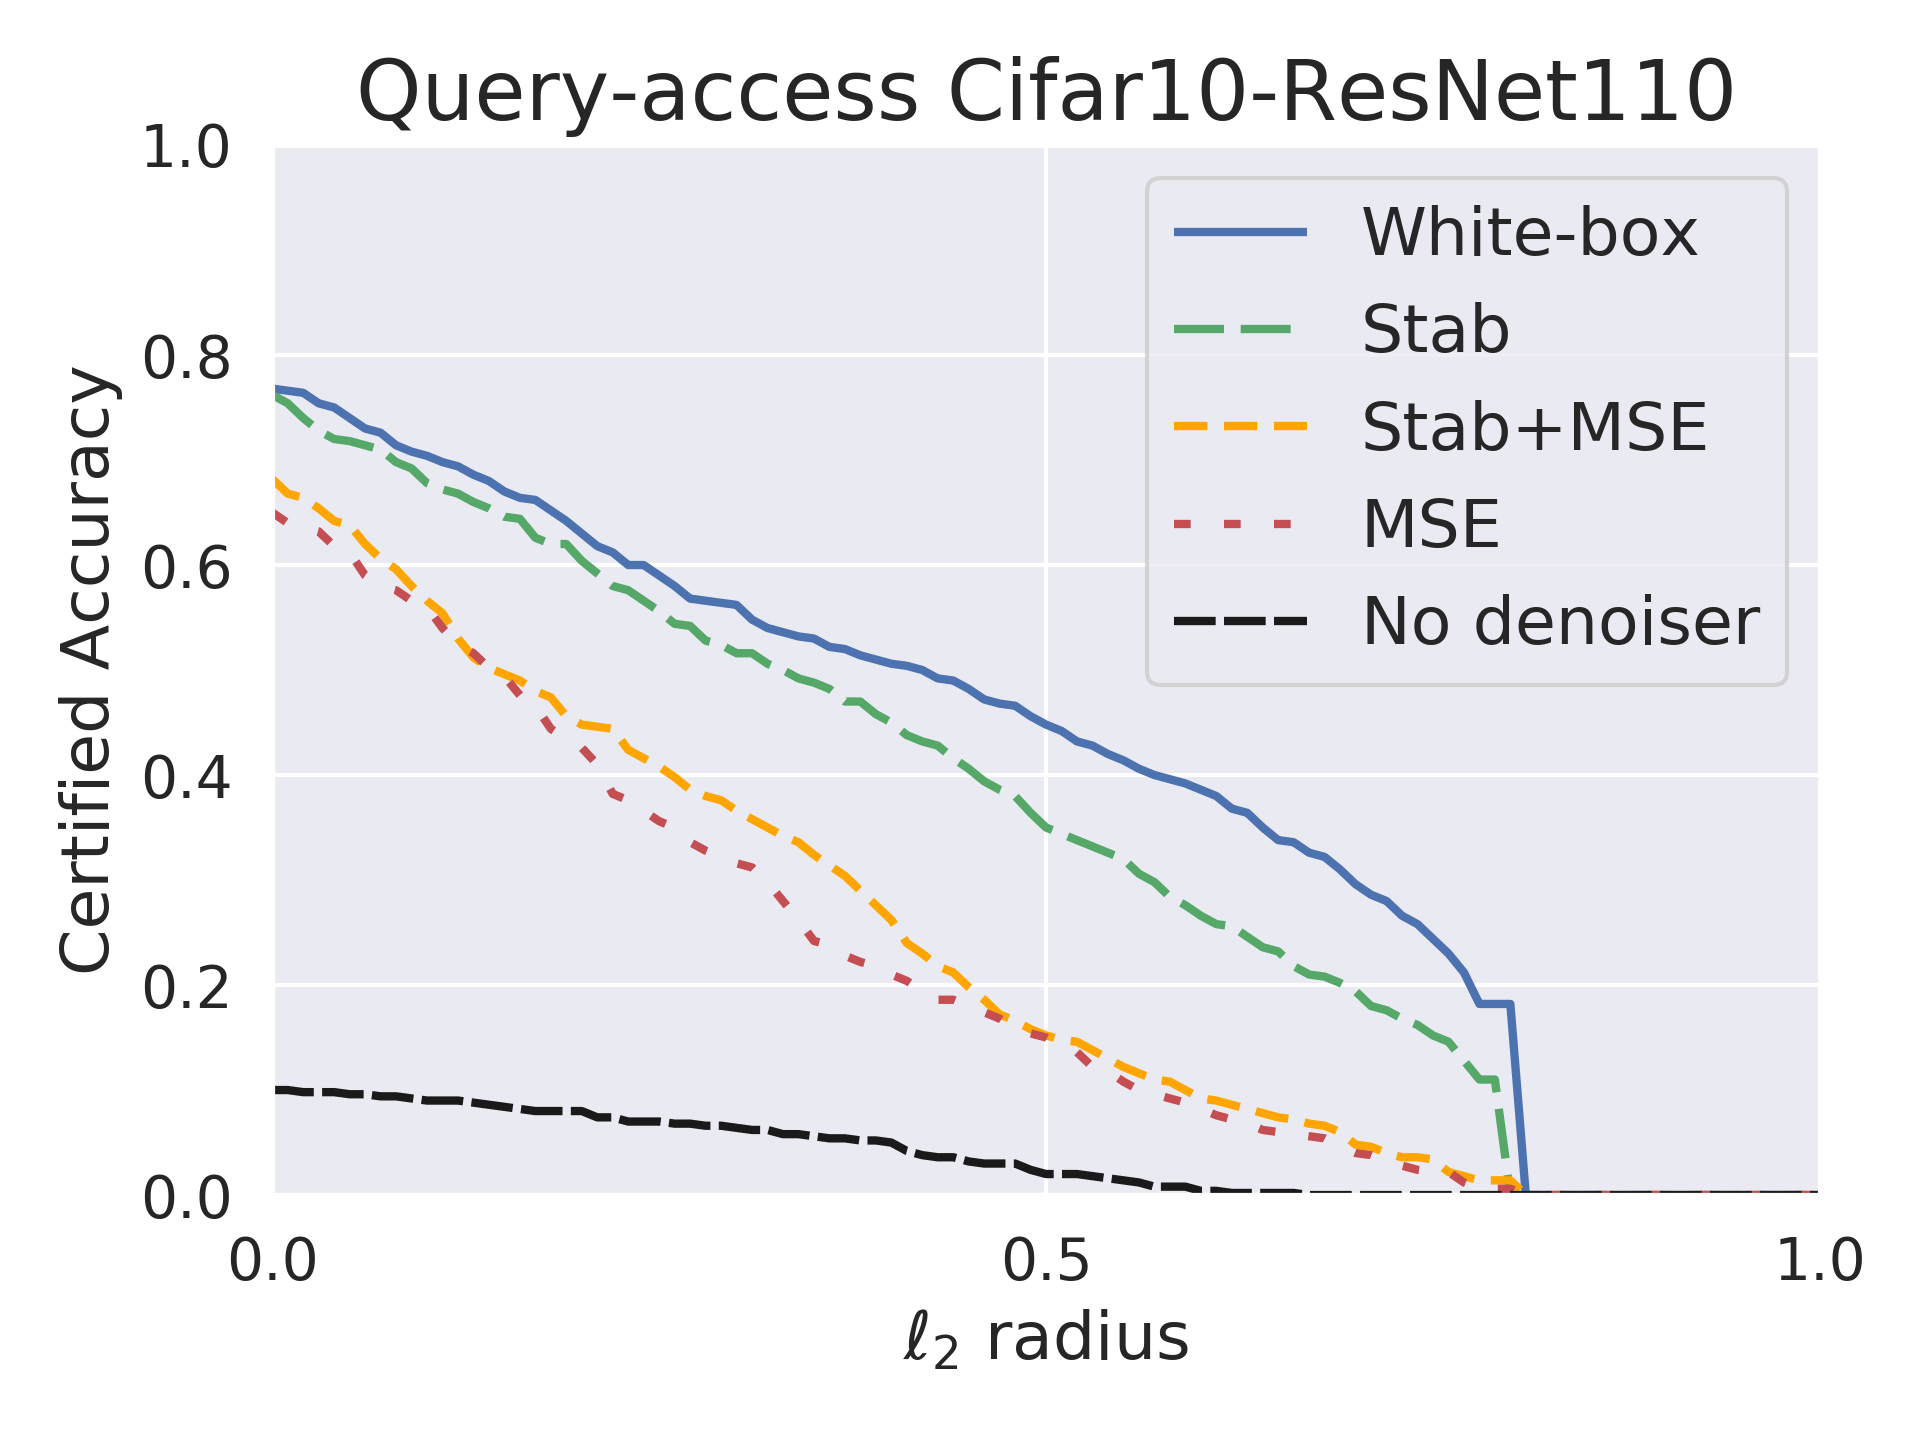 Query-access Cifar10-ResNet110
Certified Accuracy
1.0
0.8
0.6
0.4
0.2
0.0
White-box
Stab
Stab+MSE
MSE
No denoiser
0.0 0.5 1.0
ℓ₂ radius